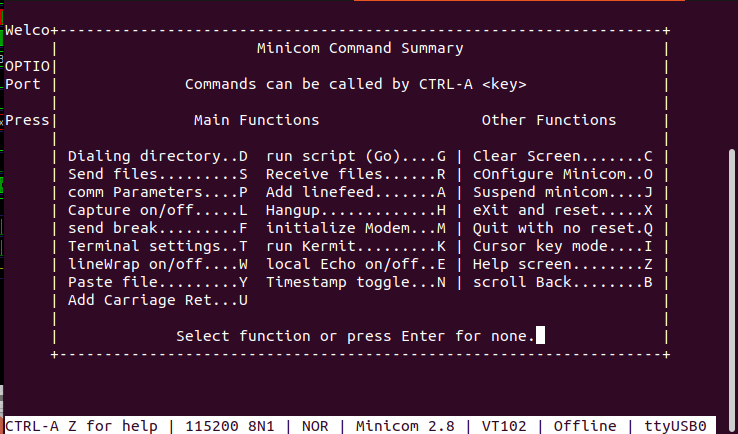 Welco+-------------------------------------------------------------------+
| Minicom Command Summary |
OPTIO| |
Port | Commands can be called by CTRL-A <key> |
| |
Press| Main Functions Other Functions |
| |
| Dialing directory..D run script (Go)....G | Clear Screen.......C |
| Send files.........S Receive files......R | cOnfigure Minicom..O |
| comm Parameters....P Add linefeed.......A | Suspend minicom....J |
| Capture on/off.....L Hangup.............H | eXit and reset.....X |
| send break.........F initialize Modem...M | Quit with no reset.Q |
| Terminal settings..T run Kermit.........K | Cursor key mode....I |
| lineWrap on/off....W local Echo on/off..E | Help screen........Z |
| Paste file.........Y Timestamp toggle...N | scroll Back........B |
| Add Carriage Ret...U |
| |
| Select function or press Enter for none. |
+-------------------------------------------------------------------+
CTRL-A Z for help | 115200 8N1 | NOR | Minicom 2.8 | VT102 | Offline | ttyUSB0